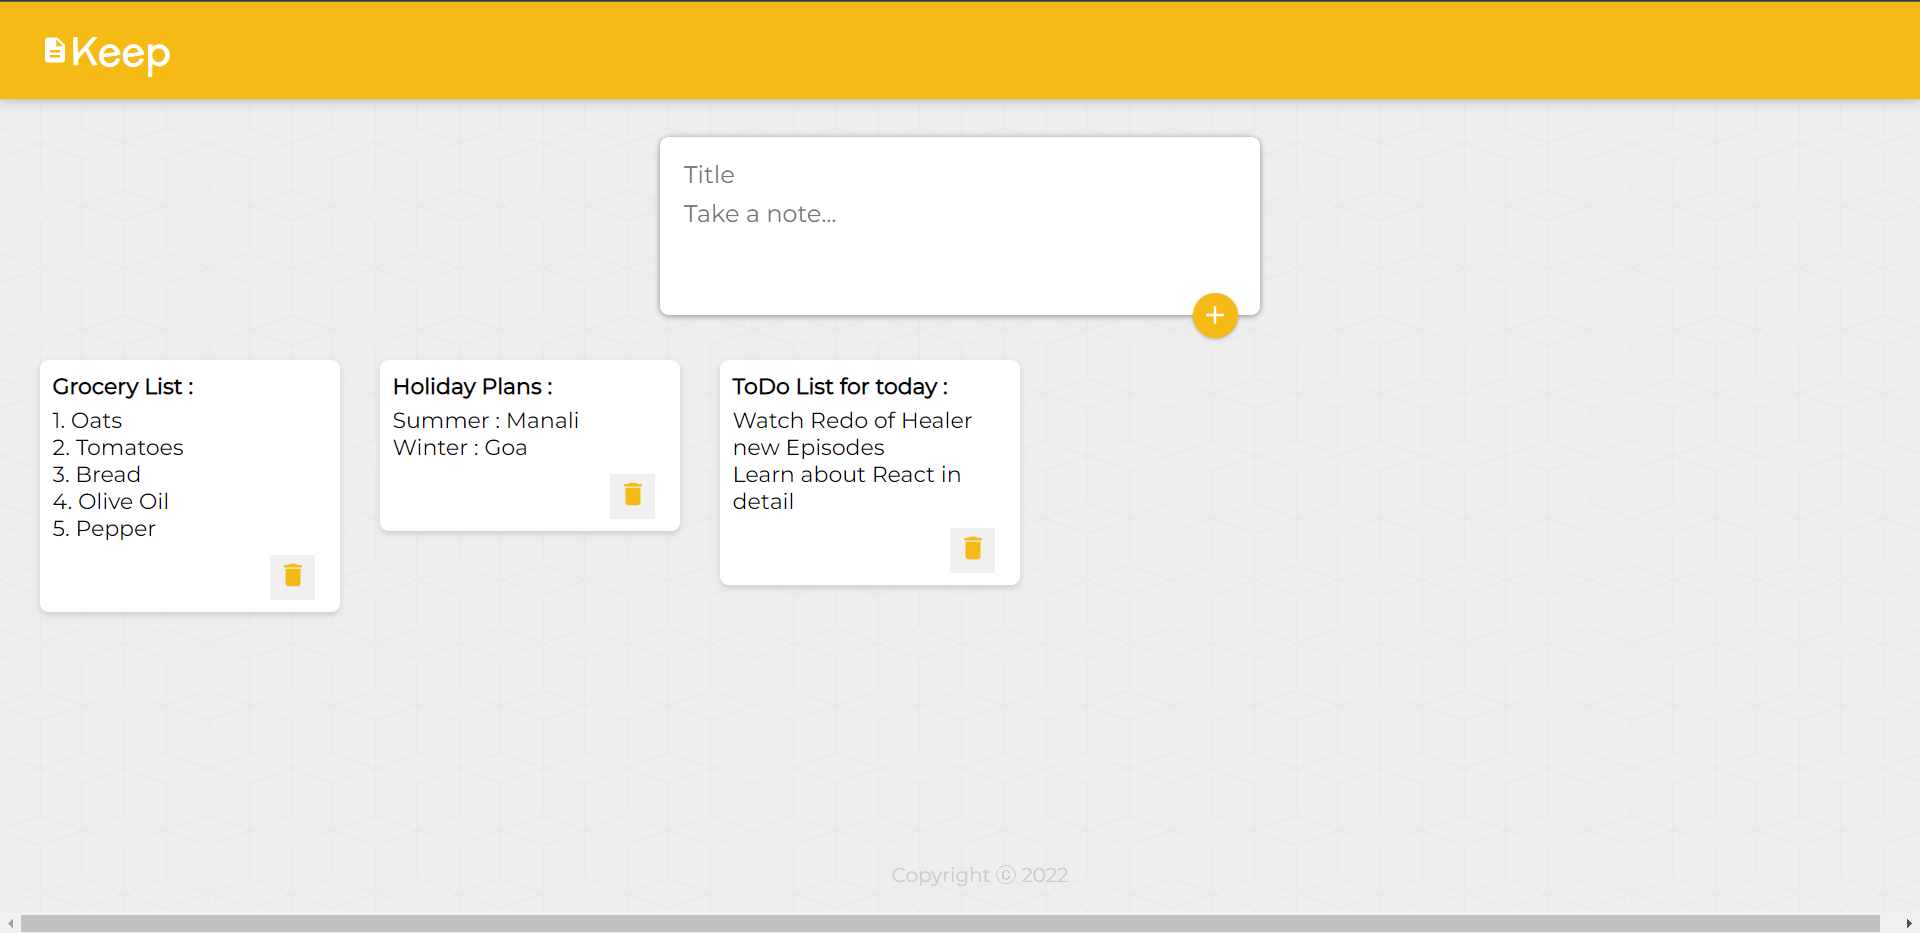 Keep
Title
Take a note...
Grocery List :
1. Oats
2. Tomatoes
3. Bread
4. Olive Oil
5. Pepper
Holiday Plans :
Summer : Manali
Winter : Goa
ToDo List for today :
Watch Redo of Healer
new Episodes
Learn about React in
detail
Copyright ⓒ 2022